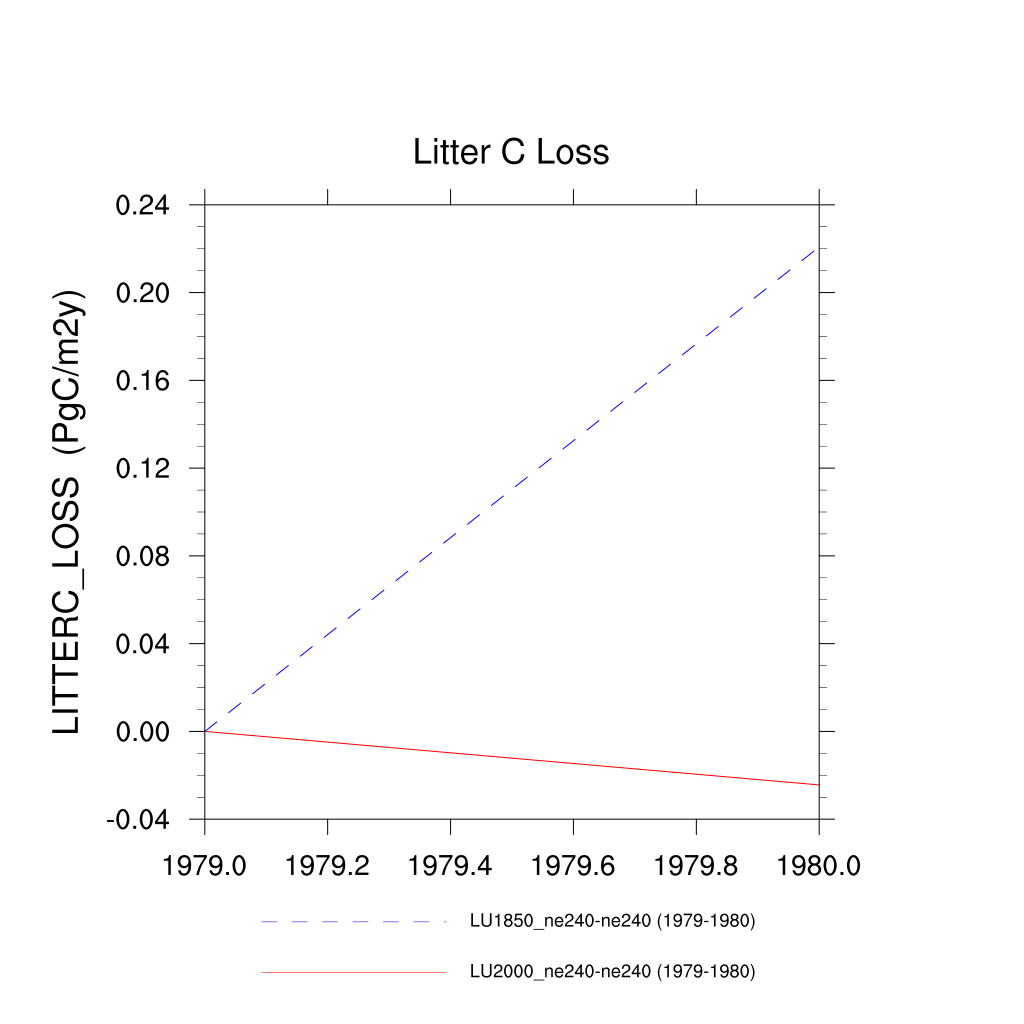 Litter C Loss
LITTERC_LOSS (PgC/m2y)
0.24
0.20
0.16
0.12
0.08
0.04
0.00
-0.04
1979.0 1979.2 1979.4 1979.6 1979.8 1980.0
LU1850_ne240-ne240 (1979-1980)
LU2000_ne240-ne240 (1979-1980)